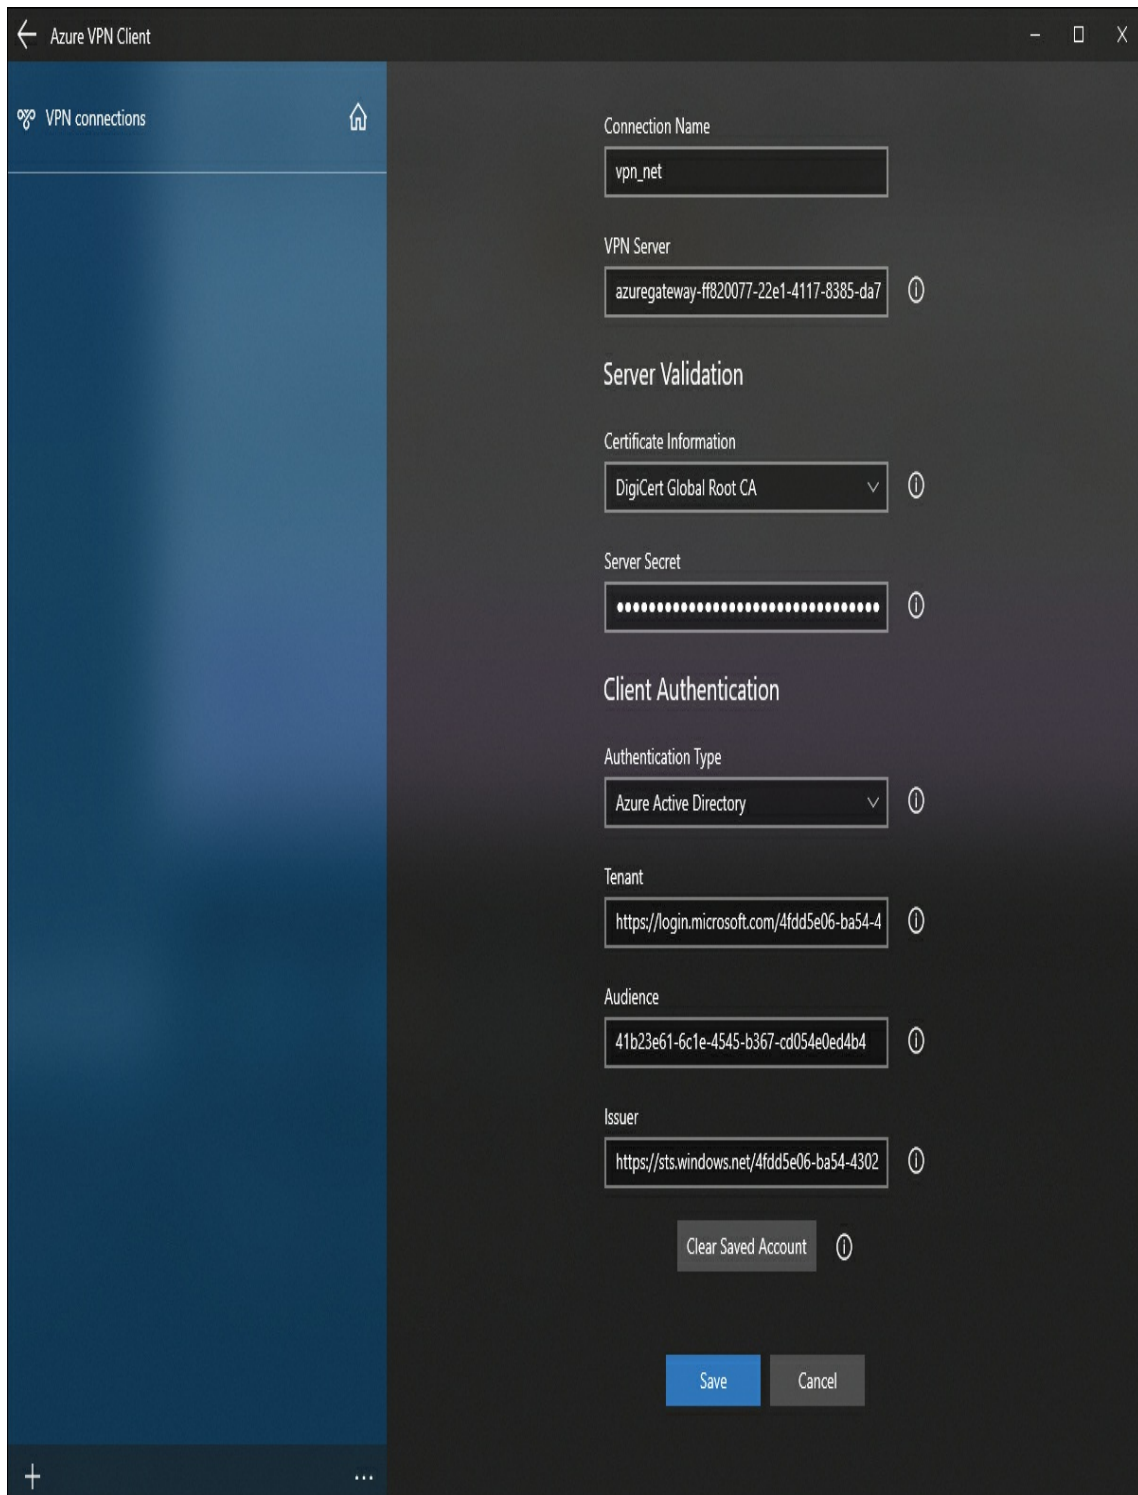 Azure VPN Client
VPN connections
Connection Name
vpn_net
VPN Server
azuregateway-ff820077-22e1-4117-8385-da7
Server Validation
Certificate Information
DigiCert Global Root CA
Server Secret
••••••••••••••••••••••••••••••••
Client Authentication
Authentication Type
Azure Active Directory
Tenant
https://login.microsoft.com/4fdd5e06-ba54-4
Audience
41b23e61-6c1e-4545-b367-cd054e0ed4b4
Issuer
https://sts.windows.net/4fdd5e06-ba54-4302
Clear Saved Account
Save Cancel